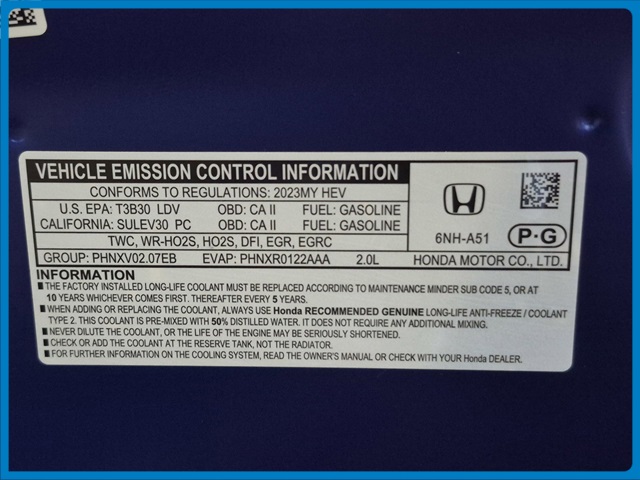 VEHICLE EMISSION CONTROL INFORMATION
CONFORMS TO REGULATIONS: 2023MY HEV
U.S. EPA: T3B30 LDV OBD: CA II FUEL: GASOLINE
CALIFORNIA: SULEV30 PC OBD: CA II FUEL: GASOLINE
TWC, WR-HO2S, HO2S, DFI, EGR, EGRC
GROUP: PHNXV02.07EB EVAP: PHNXR0122AAA 2.0L
6NH-A51 P·G
HONDA MOTOR CO., LTD.
INFORMATION
■ THE FACTORY INSTALLED LONG-LIFE COOLANT MUST BE REPLACED ACCORDING TO MAINTENANCE MINDER SUB CODE 5, OR AT
10 YEARS WHICHEVER COMES FIRST. THEREAFTER EVERY 5 YEARS.
■ WHEN ADDING OR REPLACING THE COOLANT, ALWAYS USE Honda RECOMMENDED GENUINE LONG-LIFE ANTI-FREEZE / COOLANT
TYPE 2. THIS COOLANT IS PRE-MIXED WITH 50% DISTILLED WATER. IT DOES NOT REQUIRE ANY ADDITIONAL MIXING.
■ NEVER DILUTE THE COOLANT, OR THE LIFE OF THE ENGINE MAY BE SERIOUSLY SHORTENED.
■ CHECK OR ADD THE COOLANT AT THE RESERVE TANK, NOT THE RADIATOR.
■ FOR FURTHER INFORMATION ON THE COOLING SYSTEM, READ THE OWNER'S MANUAL OR CHECK WITH YOUR Honda DEALER.